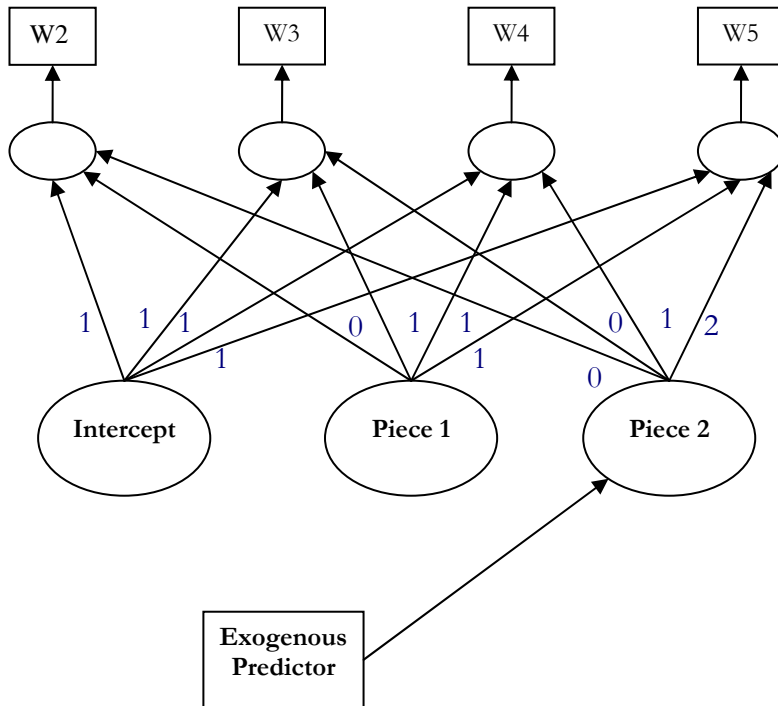 W2
W3
W4
W5
1
1
1
1
0
1
1
1
0
0
1
2
Intercept
Piece 1
Piece 2
Exogenous
Predictor